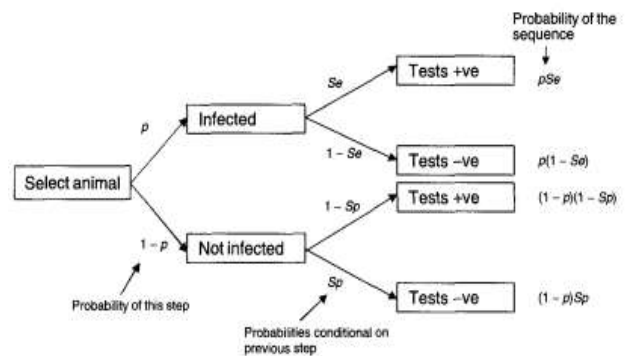 Probability of the
sequence
Se
Tests +ve
pSe
p
Infected
1 – Se
Tests –ve
p(1 – Se)
Select animal
1 – Sp
Tests +ve
(1 – p)(1 – Sp)
1 – p
Not infected
Sp
Tests –ve
(1 – p)Sp
Probability of this step
Probabilities conditional on
previous step